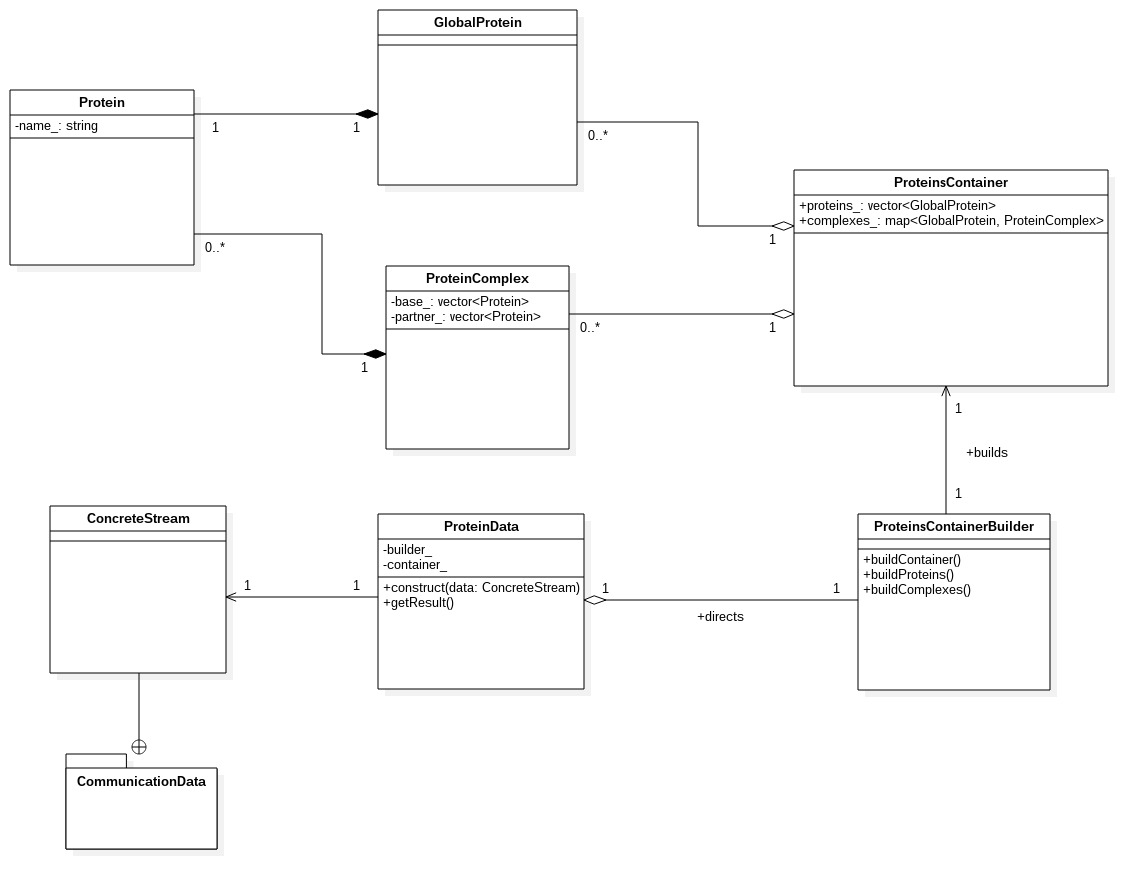 GlobalProtein
Protein
-name_: string
1
1
0..*
0..*
ProteinsContainer
+proteins_: vector<GlobalProtein>
+complexes_: map<GlobalProtein, ProteinComplex>
1
ProteinComplex
-base_: vector<Protein>
-partner_: vector<Protein>
1
0..*
1
1
+builds
1
ConcreteStream
ProteinData
-builder_
-container_
+construct(data: ConcreteStream)
+getResult()
ProteinsContainerBuilder
+buildContainer()
+buildProteins()
+buildComplexes()
1
1
1
1
+directs
CommunicationData